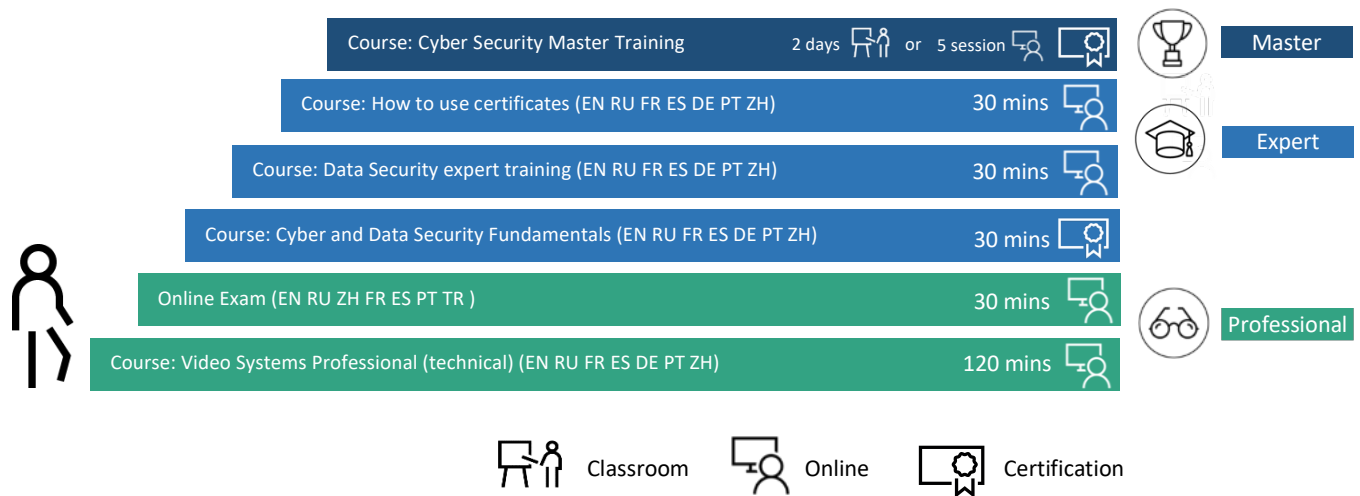 Course: Cyber Security Master Training 2 days or 5 session Master
Course: How to use certificates (EN RU FR ES DE PT ZH) 30 mins
Expert
Course: Data Security expert training (EN RU FR ES DE PT ZH) 30 mins
Course: Cyber and Data Security Fundamentals (EN RU FR ES DE PT ZH) 30 mins
Online Exam (EN RU ZH FR ES PT TR ) 30 mins
Professional
Course: Video Systems Professional (technical) (EN RU FR ES DE PT ZH) 120 mins
Classroom Online Certification